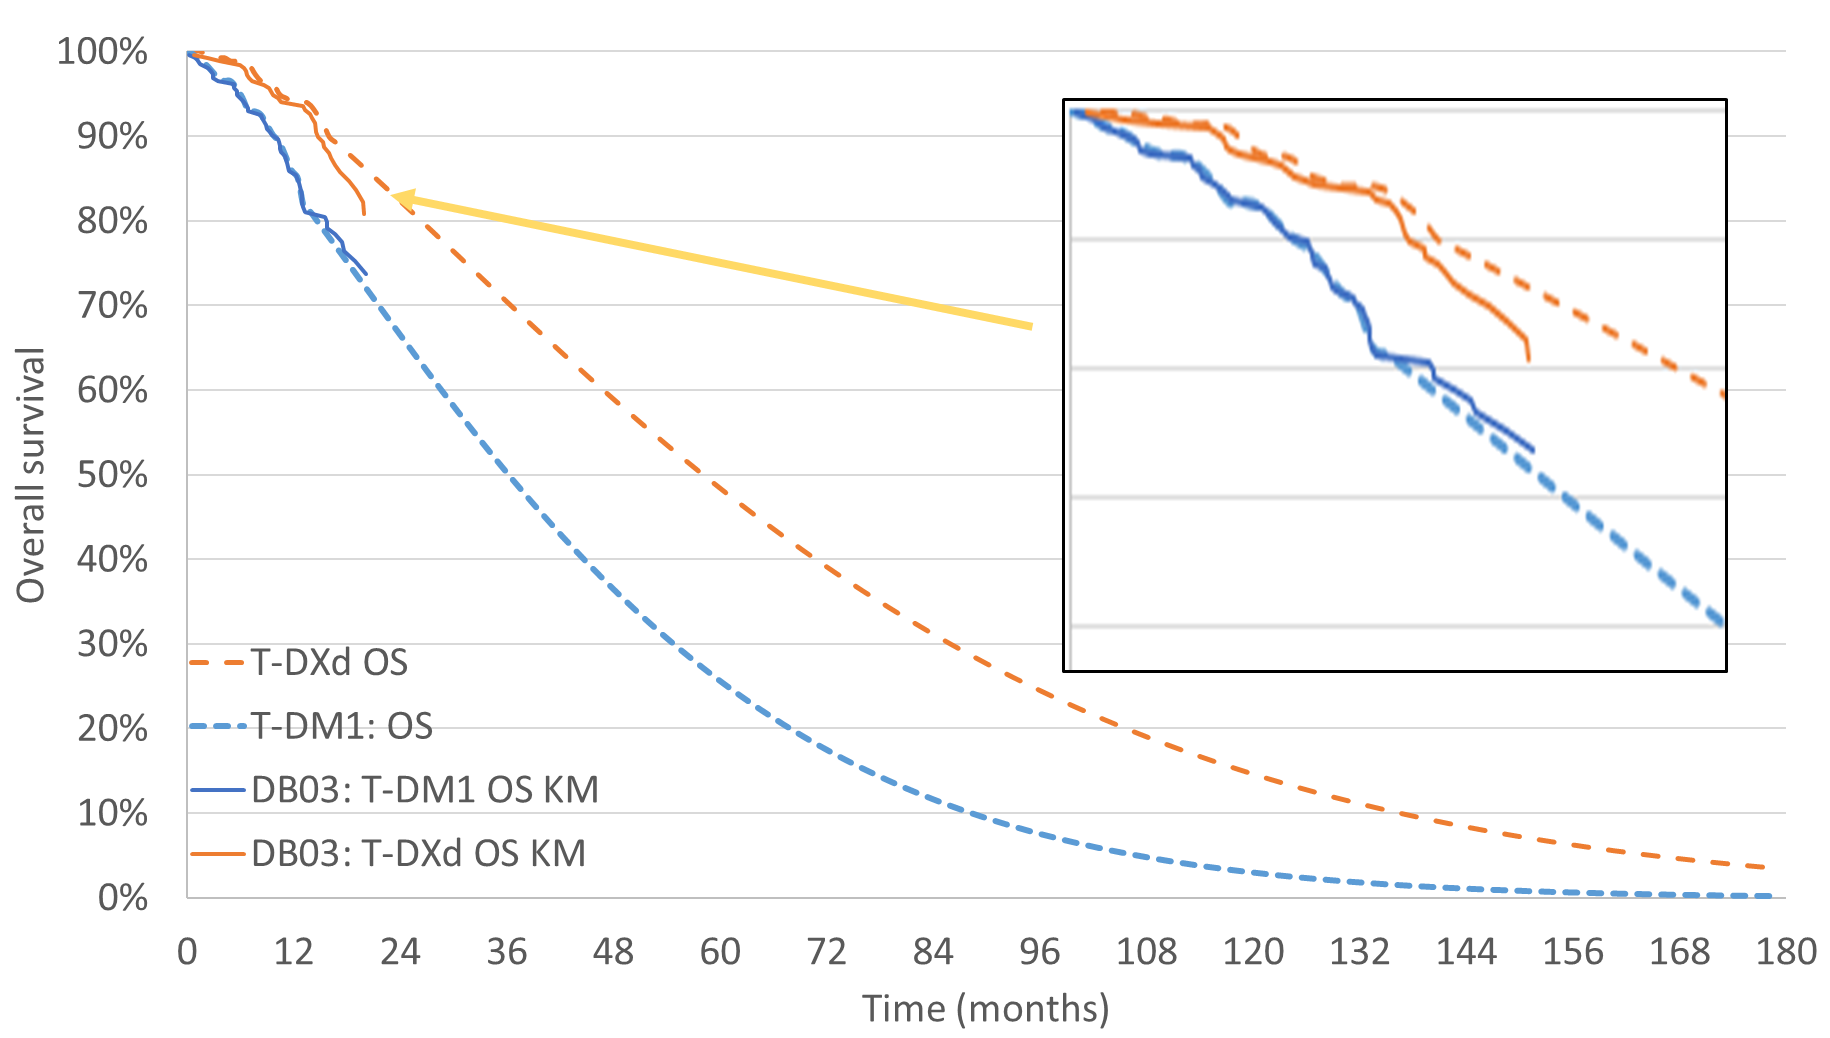 100%
90%
80%
70%
60%
50%
40%
30%
20%
10%
0%
Overall survival
T-DXd OS
T-DM1: OS
DB03: T-DM1 OS KM
DB03: T-DXd OS KM
0 12 24 36 48 60 72 84 96 108 120 132 144 156 168 180
Time (months)